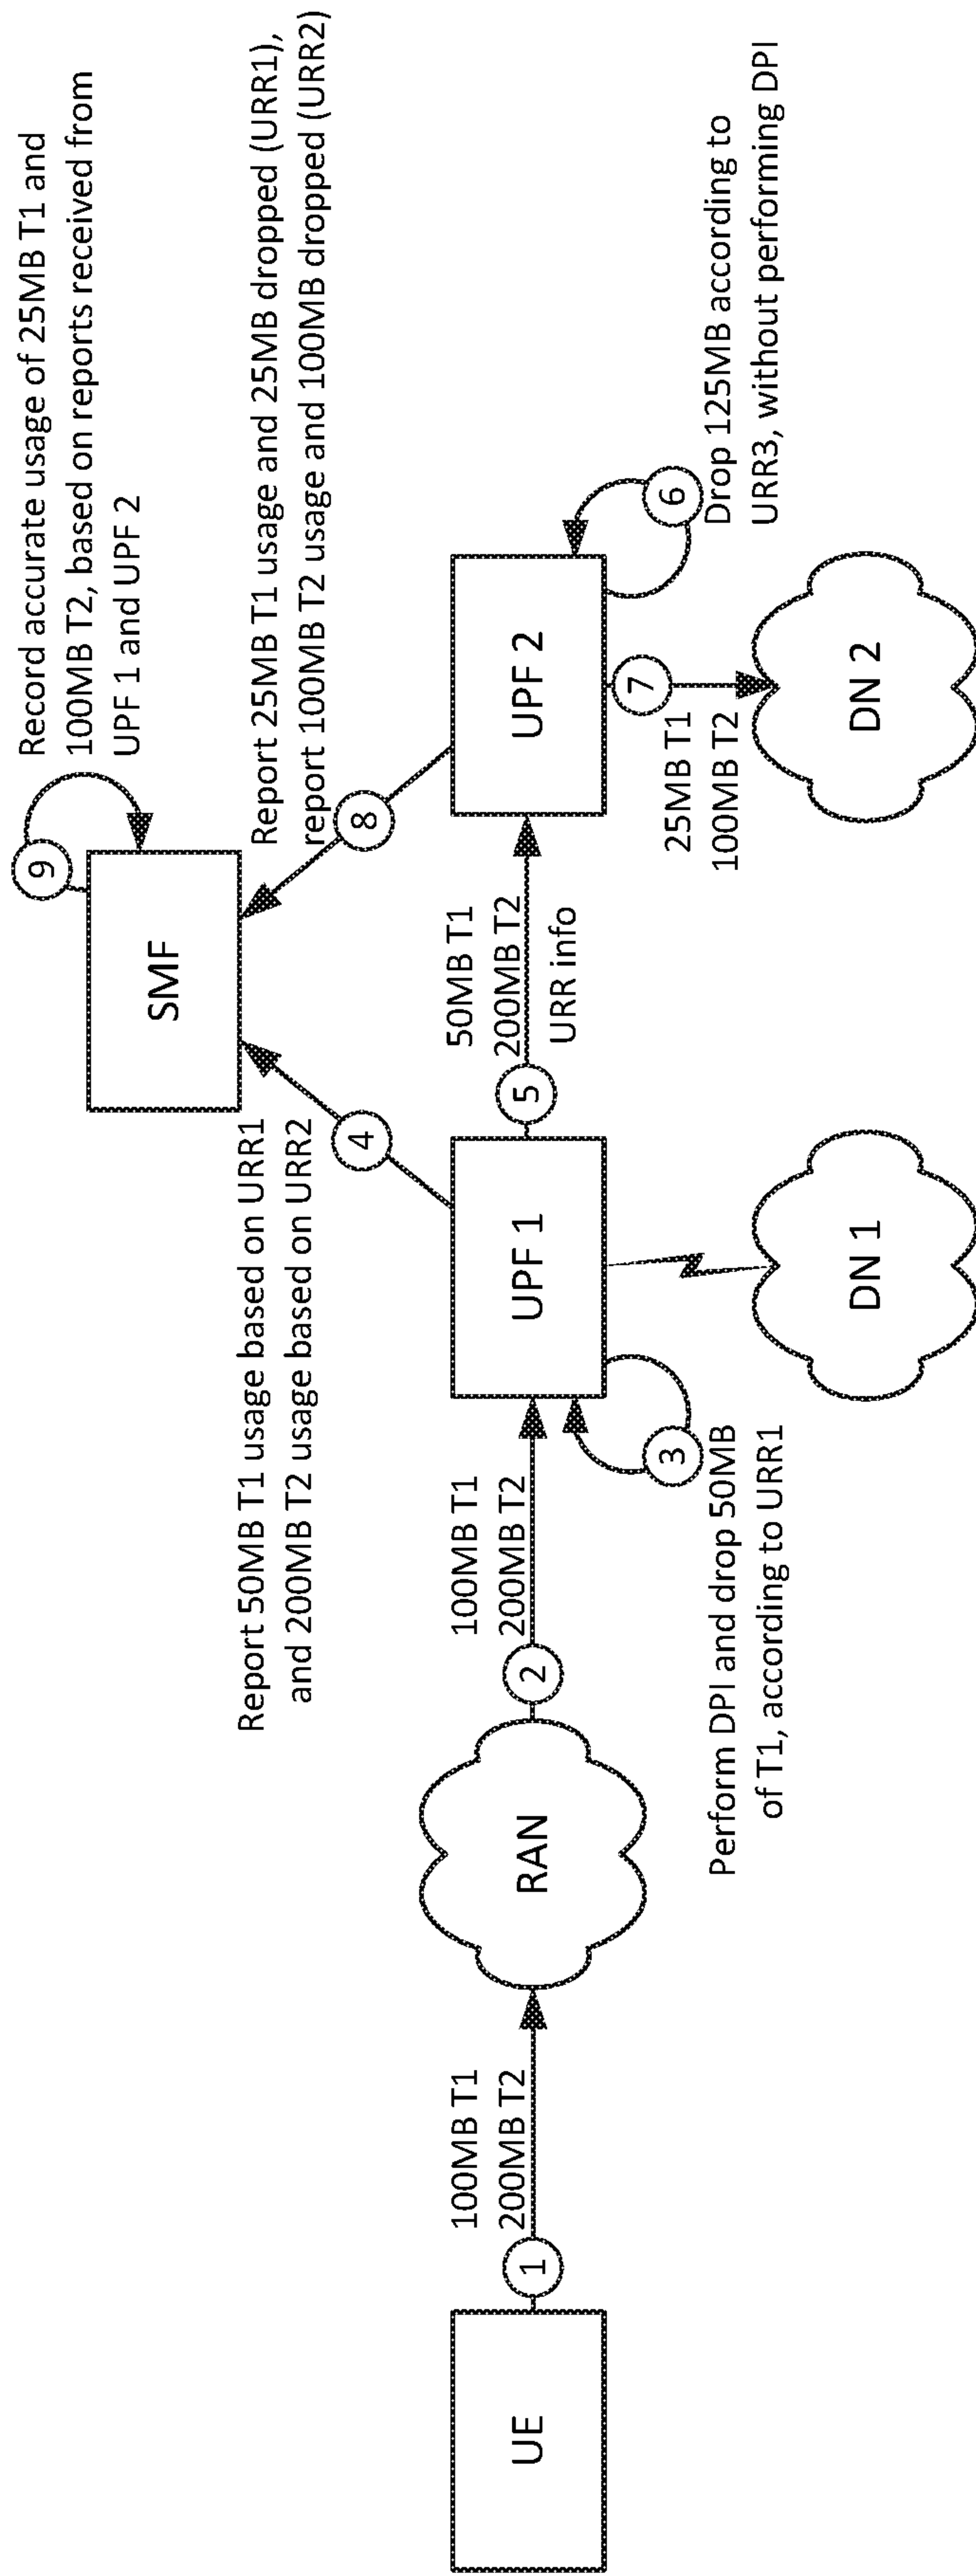 UE
1
100MB T1
200MB T2
RAN
2
100MB T1
200MB T2
UPF 1
3
Perform DPI and drop 50MB
of T1, according to URR1
DN 1
4
Report 50MB T1 usage based on URR1
and 200MB T2 usage based on URR2
SMF
5
50MB T1
200MB T2
URR info
UPF 2
6
Drop 125MB according to
URR3, without performing DPI
7
25MB T1
100MB T2
DN 2
8
Report 25MB T1 usage and 25MB dropped (URR1),
report 100MB T2 usage and 100MB dropped (URR2)
9
Record accurate usage of 25MB T1 and
100MB T2, based on reports received from
UPF 1 and UPF 2